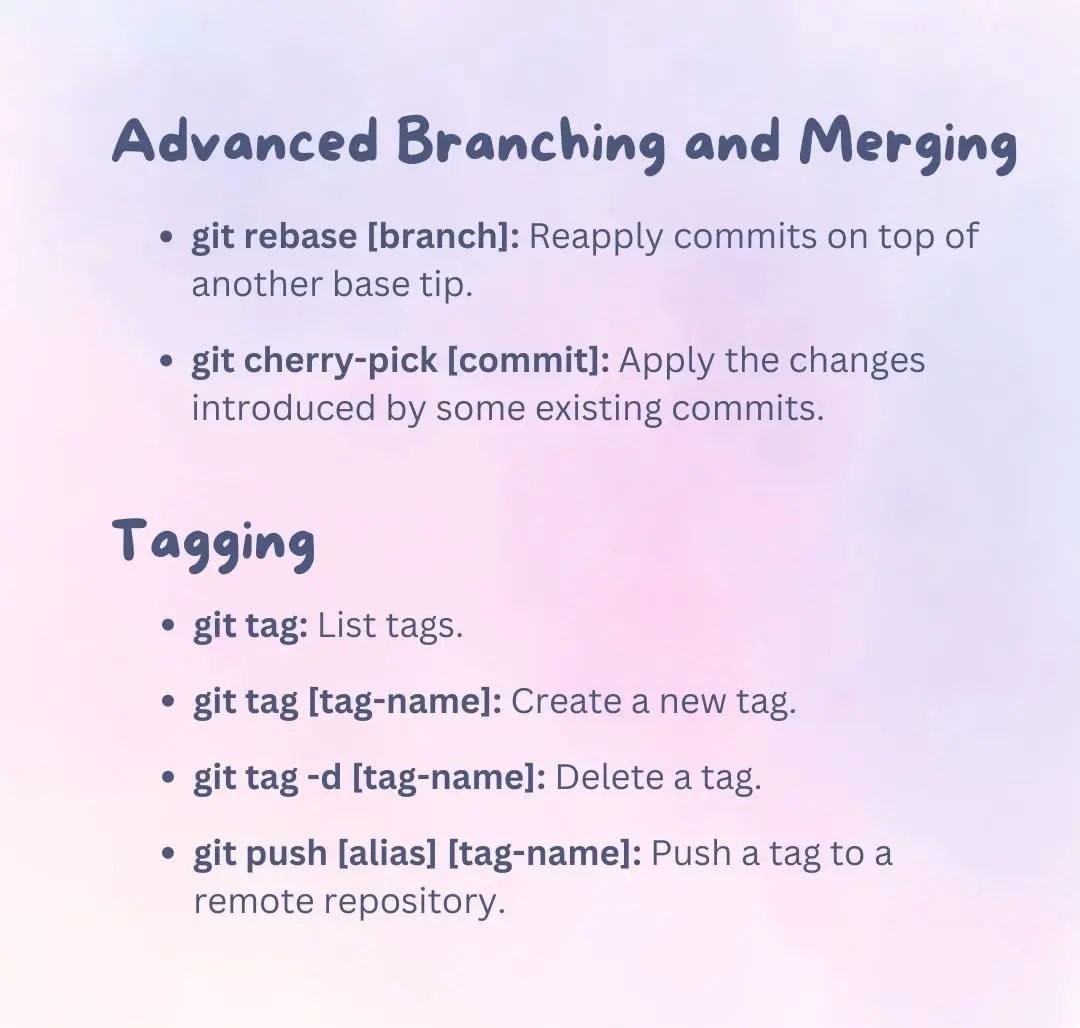 Advanced Branching and Merging
• git rebase [branch]: Reapply commits on top of
another base tip.
• git cherry-pick [commit]: Apply the changes
introduced by some existing commits.
Tagging
• git tag: List tags.
• git tag [tag-name]: Create a new tag.
• git tag -d [tag-name]: Delete a tag.
• git push [alias] [tag-name]: Push a tag to a
remote repository.